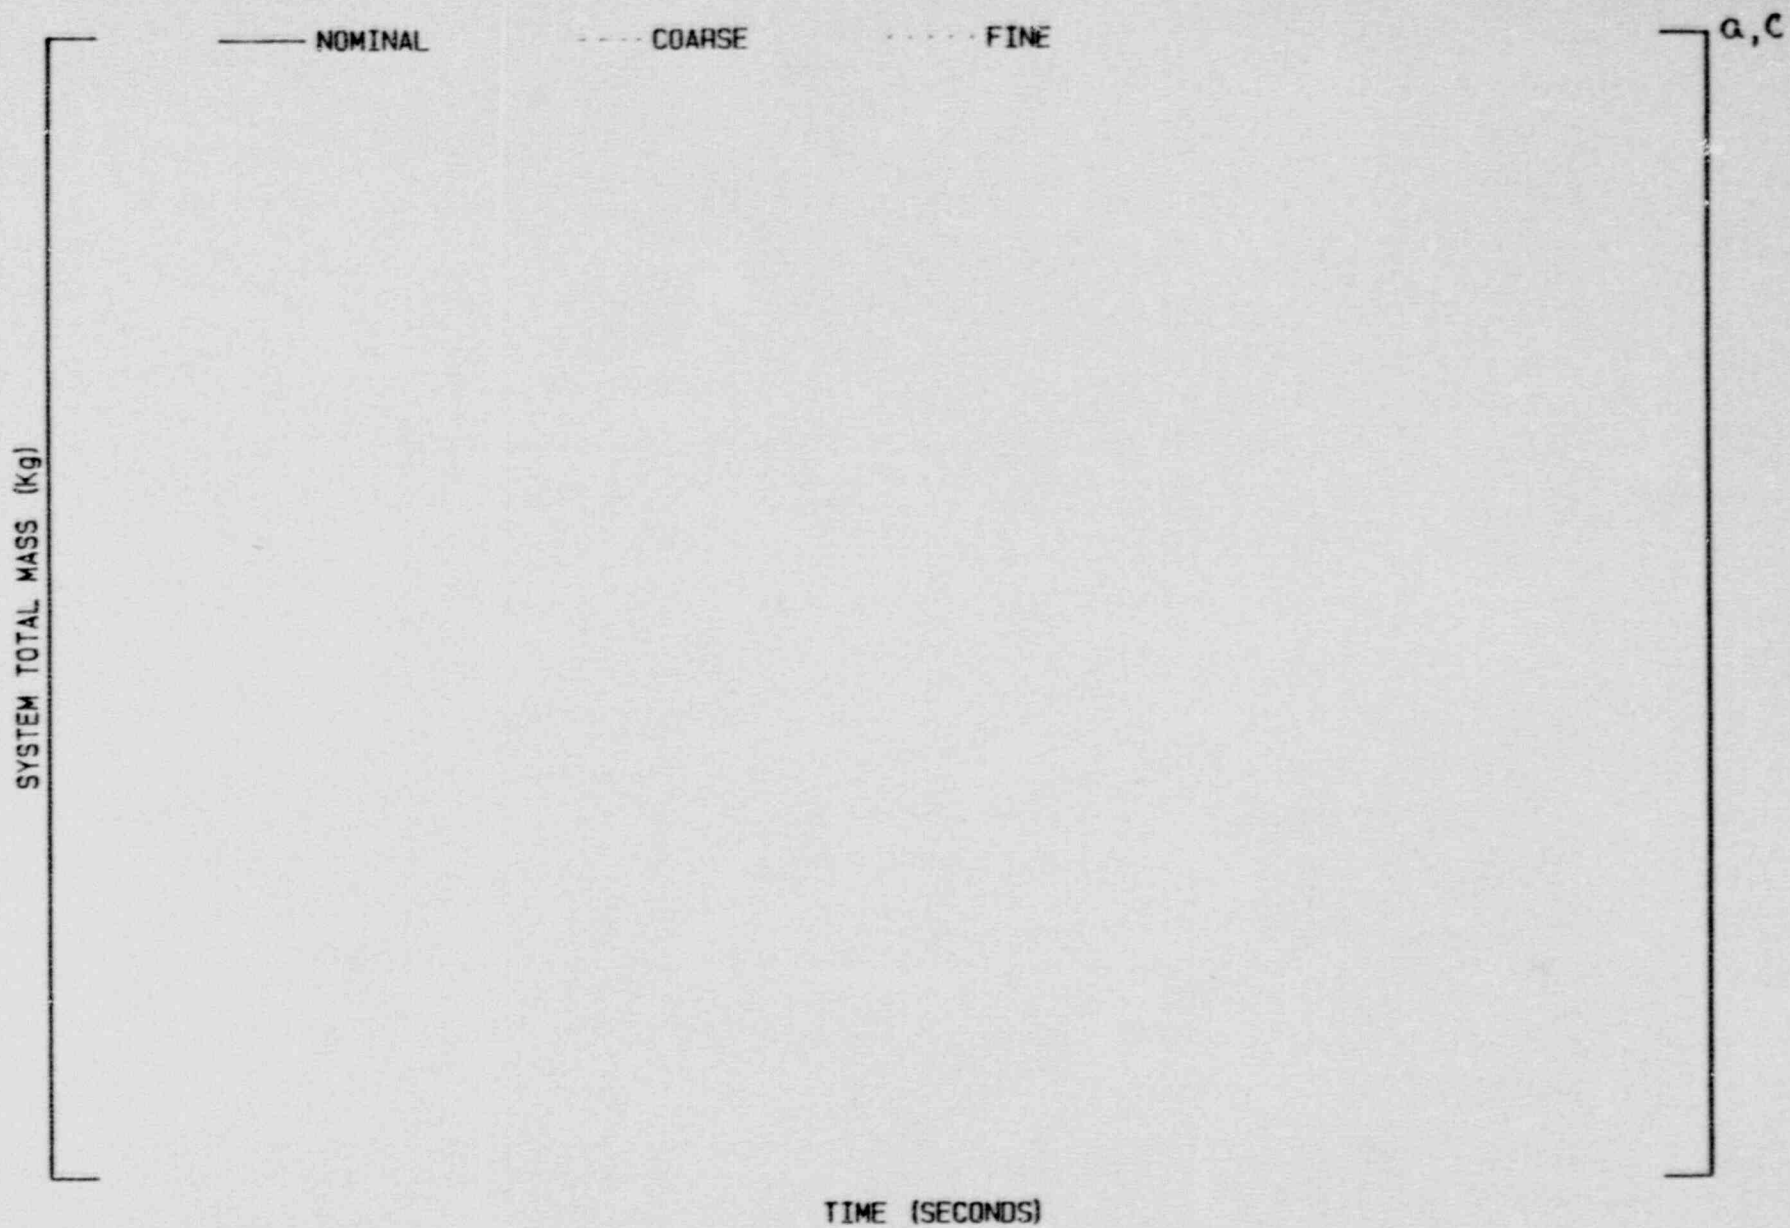 NOMINAL COARSE FINE
a,c
SYSTEM TOTAL MASS (Kg)
TIME (SECONDS)